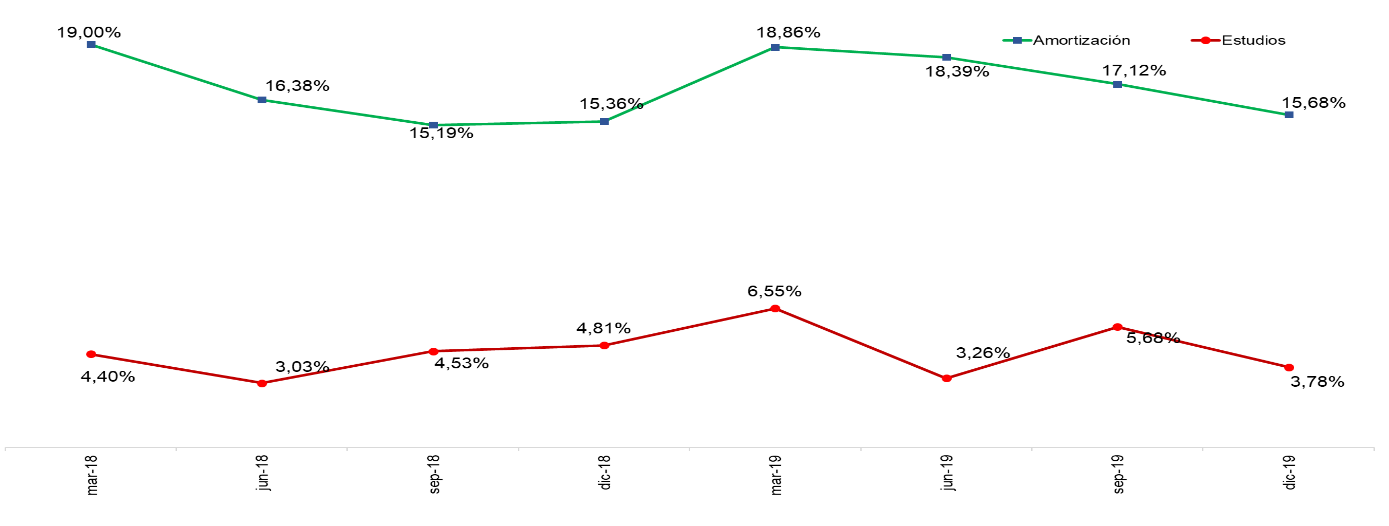 19,00%
16,38%
15,19%
15,36%
18,86%
18,39%
17,12%
15,68%
Amortización
Estudios
4,40%
3,03%
4,53%
4,81%
6,55%
3,26%
5,68%
3,78%
mar-18
jun-18
sep-18
dic-18
mar-19
jun-19
sep-19
dic-19